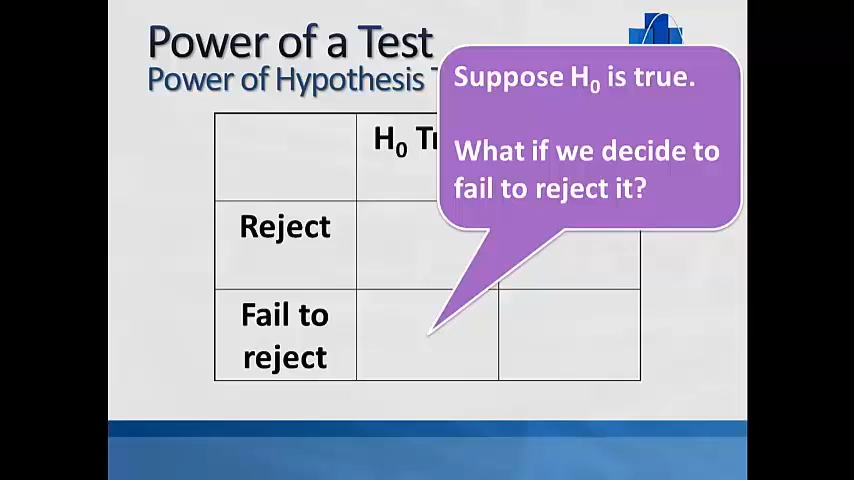 Power of a Test
Power of Hypothesis
Suppose H₀ is true.
What if we decide to
fail to reject it?
H₀
Reject
Fail to
reject